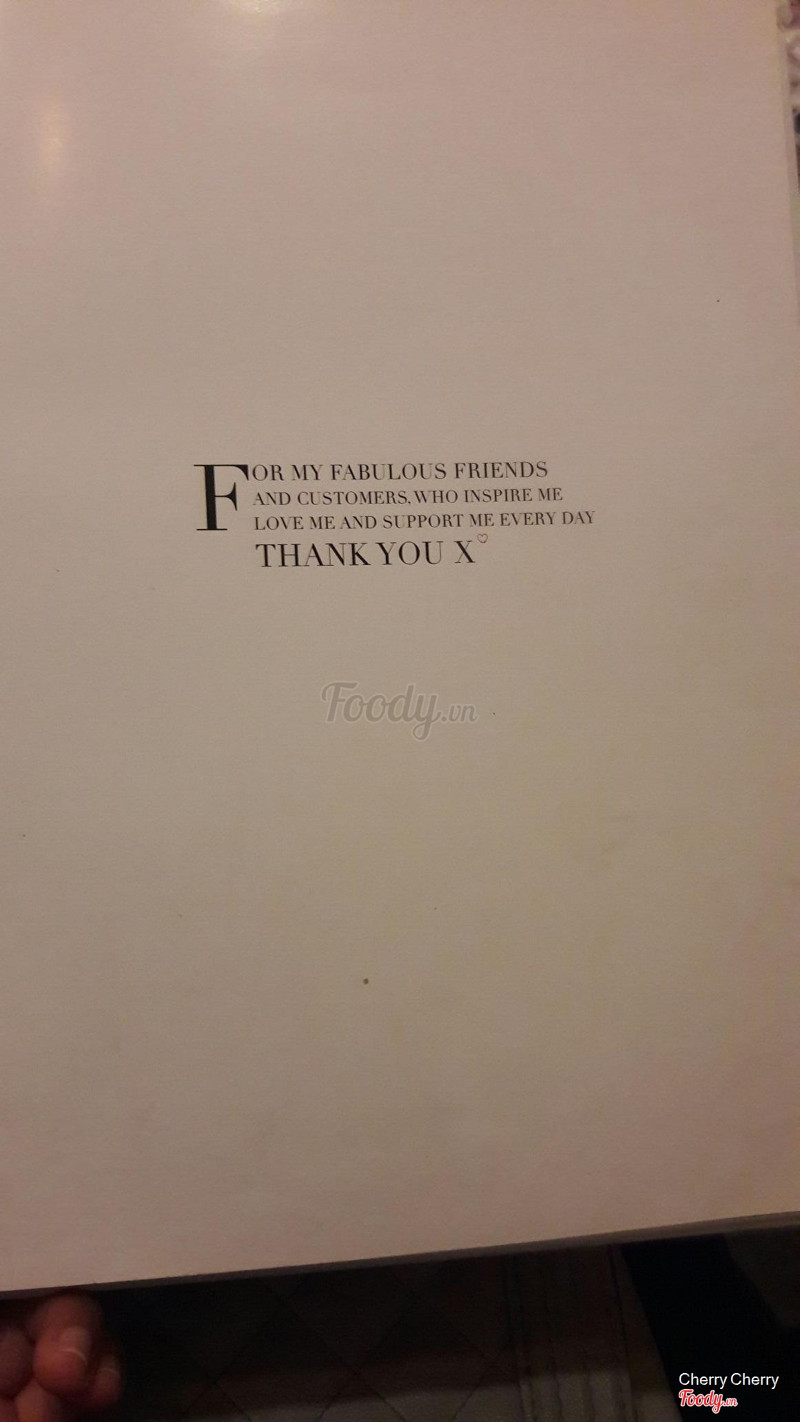 FOR MY FABULOUS FRIENDS
AND CUSTOMERS, WHO INSPIRE ME
LOVE ME AND SUPPORT ME EVERY DAY
THANK YOU X
Foody.vn
Cherry Cherry
Foody.vn